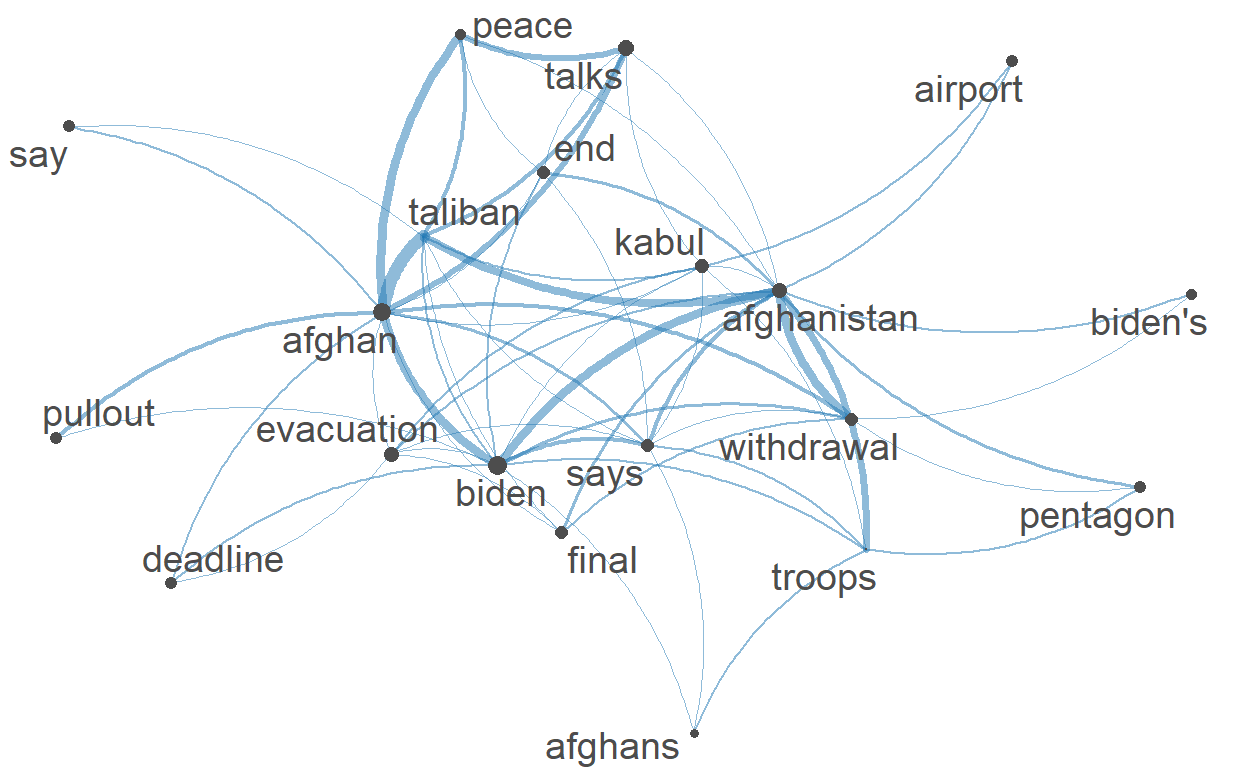 peace
talks
airport
say
end
taliban
kabul
afghanistan
biden's
afghan
pullout
evacuation
withdrawal
says
biden
pentagon
deadline
final
troops
afghans